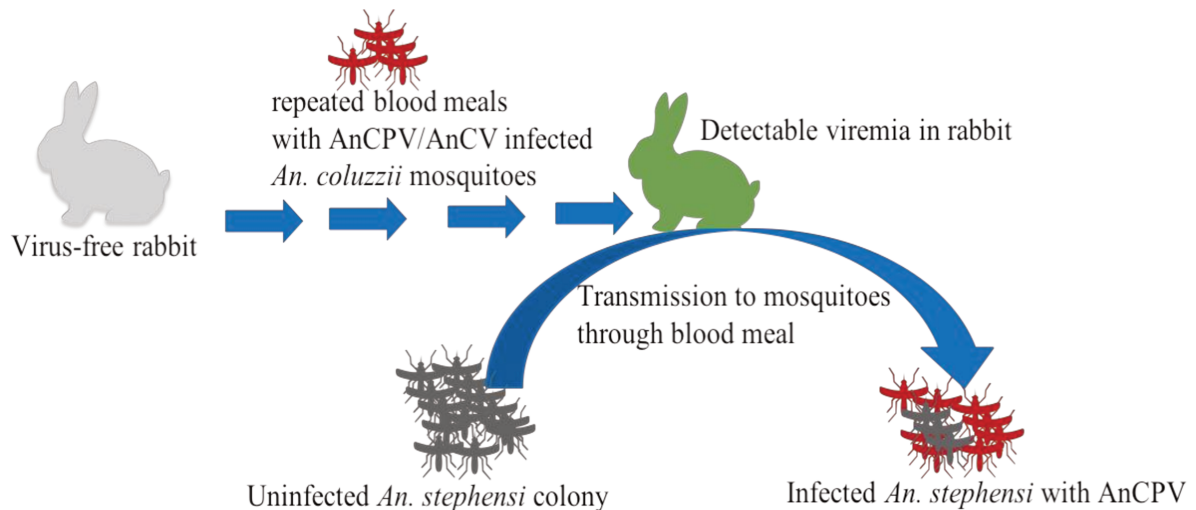 repeated blood meals
with AnCPV/AnCV infected
An. coluzzii mosquitoes
Virus-free rabbit
Detectable viremia in rabbit
Transmission to mosquitoes
through blood meal
Uninfected An. stephensi colony
Infected An. stephensi with AnCPV